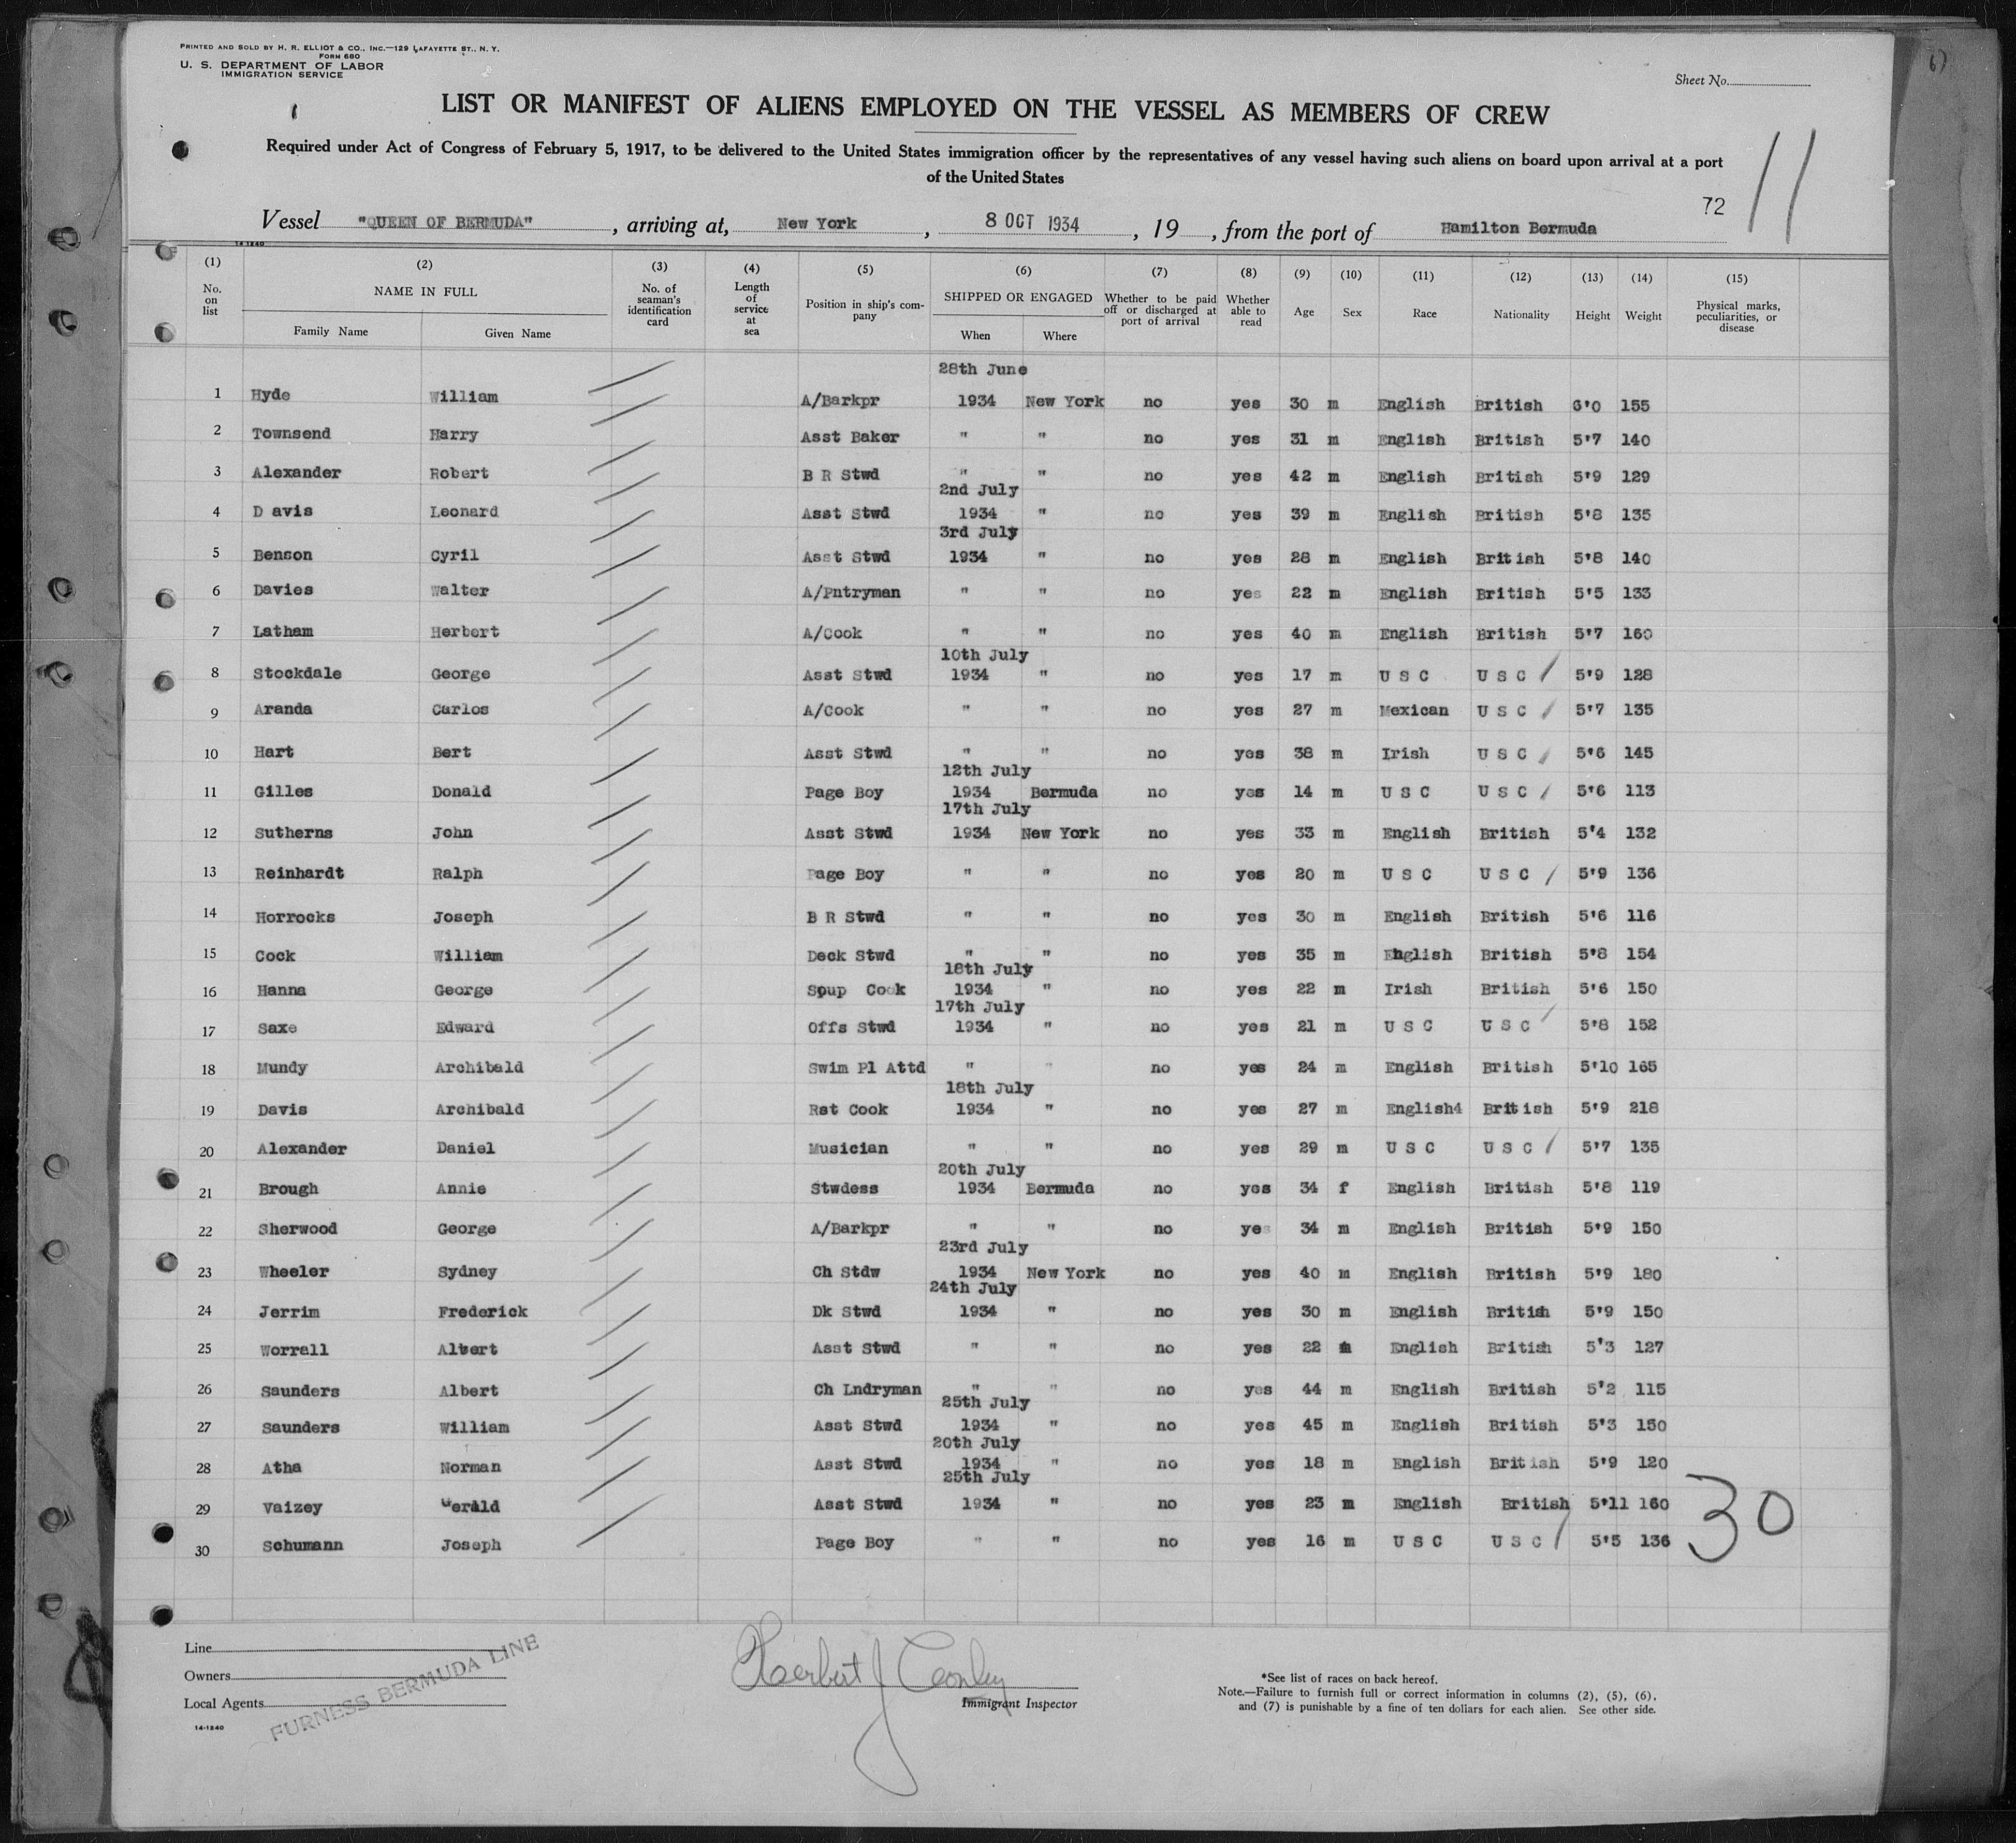 PRINTED AND SOLD BY H. R. ELLIOT & CO., INC.—129 LAFAYETTE ST., N. Y.
FORM 680
U. S. DEPARTMENT OF LABOR
IMMIGRATION SERVICE
Sheet No.
LIST OR MANIFEST OF ALIENS EMPLOYED ON THE VESSEL AS MEMBERS OF CREW
Required under Act of Congress of February 5, 1917, to be delivered to the United States immigration officer by the representatives of any vessel having such aliens on board upon arrival at a port
of the United States
72 11
Vessel "QUEEN OF BERMUDA" , arriving at, New York , 8 OCT 1934 , 19 , from the port of Hamilton Bermuda
14-1240
(1) (2) (3) (4) (5) (6) (7) (8) (9) (10) (11) (12) (13) (14) (15)
No. on list NAME IN FULL Family Name Given Name No. of seaman's identification card Length of service at sea Position in ship's company SHIPPED OR ENGAGED When Where Whether to be paid off or discharged at port of arrival Whether able to read Age Sex Race Nationality Height Weight Physical marks, peculiarities, or disease
28th June
1 Hyde William A/Barkpr 1934 New York no yes 30 m English British 6'0 155
2 Townsend Harry Asst Baker " " no yes 31 m English British 5'7 140
3 Alexander Robert B R Stwd " " no yes 42 m English British 5'9 129
2nd July
4 D avis Leonard Asst Stwd 1934 " no yes 39 m English British 5'8 135
3rd July
5 Benson Cyril Asst Stwd 1934 " no yes 28 m English British 5'8 140
6 Davies Walter A/Pntryman " " no yes 22 m English British 5'5 133
7 Latham Herbert A/Cook " " no yes 40 m English British 5'7 160
10th July
8 Stockdale George Asst Stwd 1934 " no yes 17 m U S C U S C 5'9 128
9 Aranda Carlos A/Cook " " no yes 27 m Mexican U S C 5'7 135
10 Hart Bert Asst Stwd " " no yes 38 m Irish U S C 5'6 145
12th July
11 Gilles Donald Page Boy 1934 Bermuda no yes 14 m U S C U S C 5'6 113
17th July
12 Sutherns John Asst Stwd 1934 New York no yes 33 m English British 5'4 132
13 Reinhardt Ralph Page Boy " " no yes 20 m U S C U S C 5'9 136
14 Horrocks Joseph B R Stwd " " no yes 30 m English British 5'6 116
15 Cock William Deck Stwd " " no yes 35 m English British 5'8 154
18th July
16 Hanna George Soup Cook 1934 " no yes 22 m Irish British 5'6 150
17th July
17 Saxe Edward Offs Stwd 1934 " no yes 21 m U S C U S C 5'8 152
18 Mundy Archibald Swim Pl Attd " " no yes 24 m English British 5'10 165
18th July
19 Davis Archibald Rst Cook 1934 " no yes 27 m English4 British 5'9 218
20 Alexander Daniel Musician " " no yes 29 m U S C U S C 5'7 135
20th July
21 Brough Annie Stwdess 1934 Bermuda no yes 34 f English British 5'8 119
22 Sherwood George A/Barkpr " " no yes 34 m English British 5'9 150
23rd July
23 Wheeler Sydney Ch Stdw 1934 New York no yes 40 m English British 5'9 180
24th July
24 Jerrim Frederick Dk Stwd 1934 " no yes 30 m English British 5'9 150
25 Worrall Albert Asst Stwd " " no yes 22 m English British 5'3 127
26 Saunders Albert Ch Lndryman " " no yes 44 m English British 5'2 115
25th July
27 Saunders William Asst Stwd 1934 " no yes 45 m English British 5'3 150
20th July
28 Atha Norman Asst Stwd 1934 " no yes 18 m English British 5'9 120
25th July
29 Vaizey Gerald Asst Stwd 1934 " no yes 23 m English British 5'11 160
30 Schumann Joseph Page Boy " " no yes 16 m U S C U S C 5'5 136
30
Line
Owners
Local Agents
FURNESS BERMUDA LINE
14-1240
Herbert J
Immigrant Inspector
*See list of races on back hereof.
Note.—Failure to furnish full or correct information in columns (2), (5), (6),
and (7) is punishable by a fine of ten dollars for each alien. See other side.